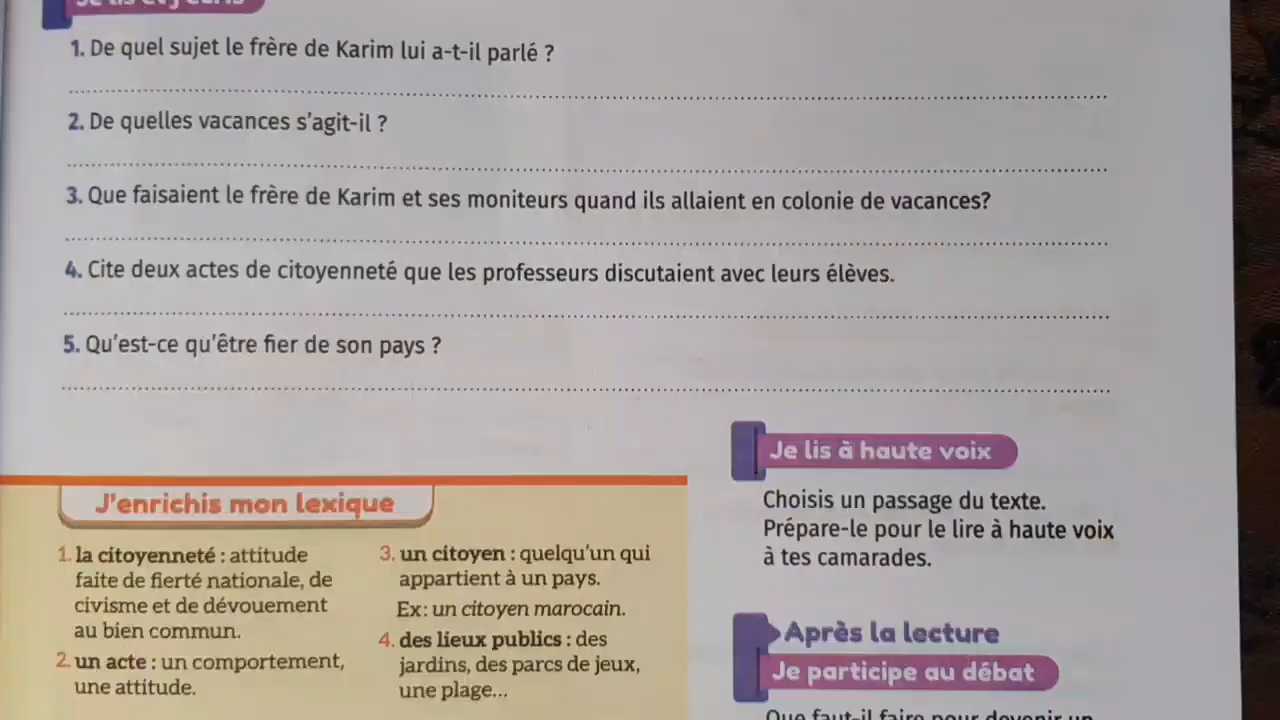 1. De quel sujet le frère de Karim lui a-t-il parlé ?
2. De quelles vacances s'agit-il ?
3. Que faisaient le frère de Karim et ses moniteurs quand ils allaient en colonie de vacances?
4. Cite deux actes de citoyenneté que les professeurs discutaient avec leurs élèves.
5. Qu'est-ce qu'être fier de son pays ?
J'enrichis mon lexique
1. la citoyenneté : attitude
faite de fierté nationale, de
civisme et de dévouement
au bien commun.
2. un acte : un comportement,
une attitude.
3. un citoyen : quelqu'un qui
appartient à un pays.
Ex: un citoyen marocain.
4. des lieux publics : des
jardins, des parcs de jeux,
une plage...
Je lis à haute voix
Choisis un passage du texte.
Prépare-le pour le lire à haute voix
à tes camarades.
Après la lecture
Je participe au débat
Que faut-il faire pour devenir un